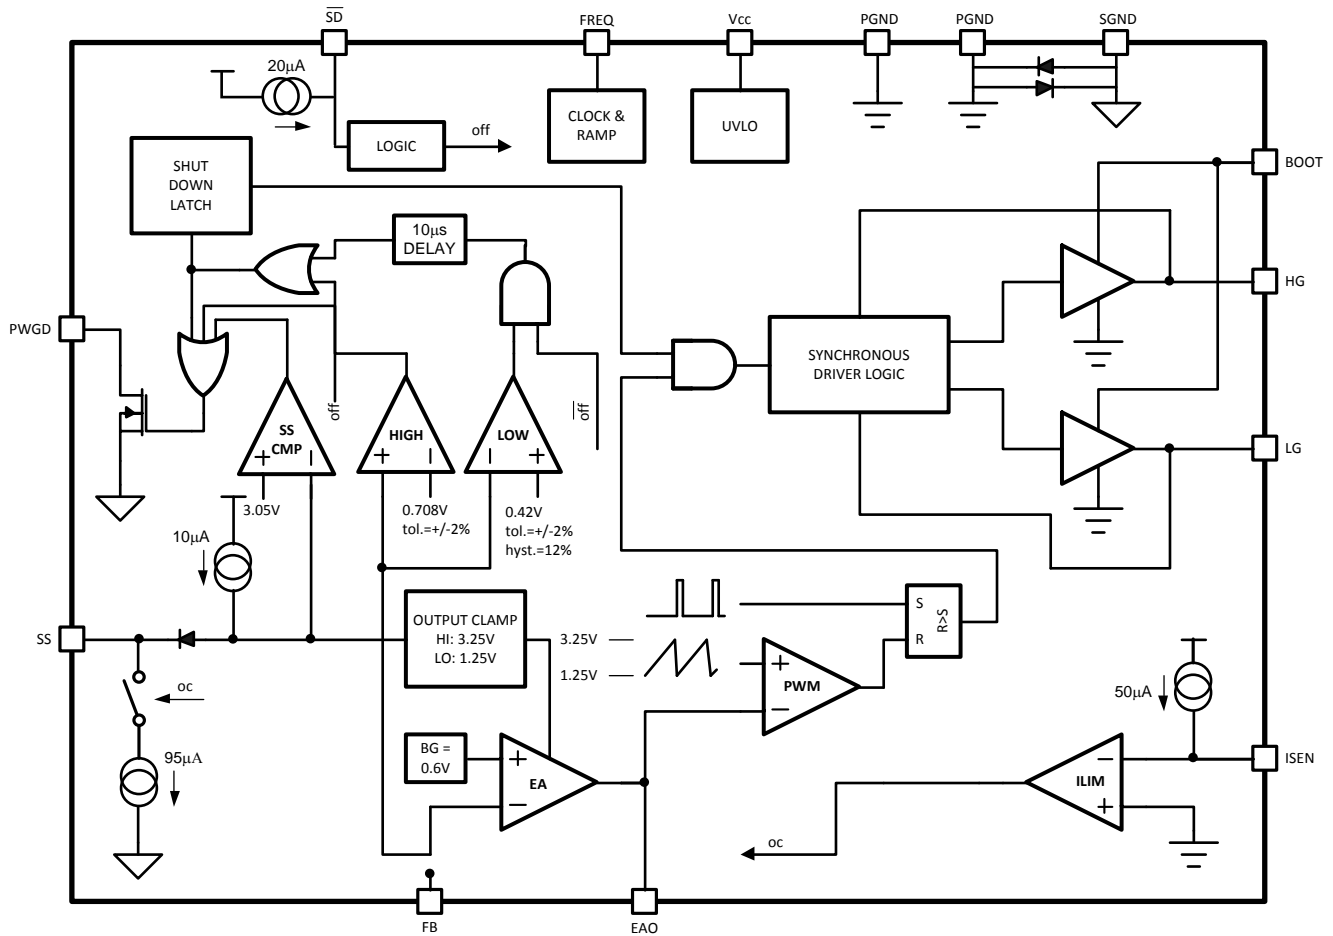 SD
FREQ
Vcc
PGND
PGND
SGND
20μA
CLOCK &
RAMP
UVLO
LOGIC
off
SHUT
DOWN
LATCH
BOOT
10μs
DELAY
HG
PWGD
SYNCHRONOUS
DRIVER LOGIC
off
off
SS
CMP
+
−
HIGH
+
−
LOW
−
+
LG
3.05V
0.708V
tol.=+/-2%
0.42V
tol.=+/-2%
hyst.=12%
10μA
OUTPUT CLAMP
HI: 3.25V
LO: 1.25V
3.25V
1.25V
S
R
R>S
SS
oc
+
PWM
−
50μA
95μA
BG =
0.6V
+
EA
−
−
ILIM
+
ISEN
oc
FB
EAO